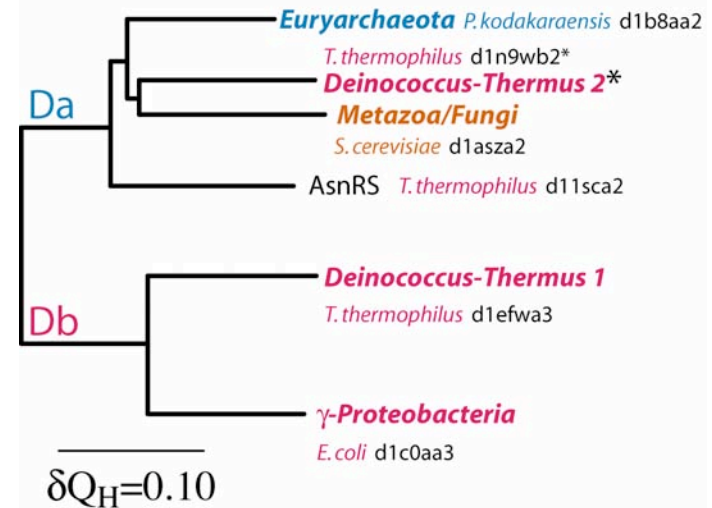 Euryarchaeota P. kodakaraensis d1b8aa2
T. thermophilus d1n9wb2*
Deinococcus-Thermus 2*
Da
Metazoa/Fungi
S. cerevisiae d1asza2
AsnRS T. thermophilus d11sca2
Deinococcus-Thermus 1
Db
T. thermophilus d1efwa3
γ-Proteobacteria
E. coli d1c0aa3
δQH=0.10